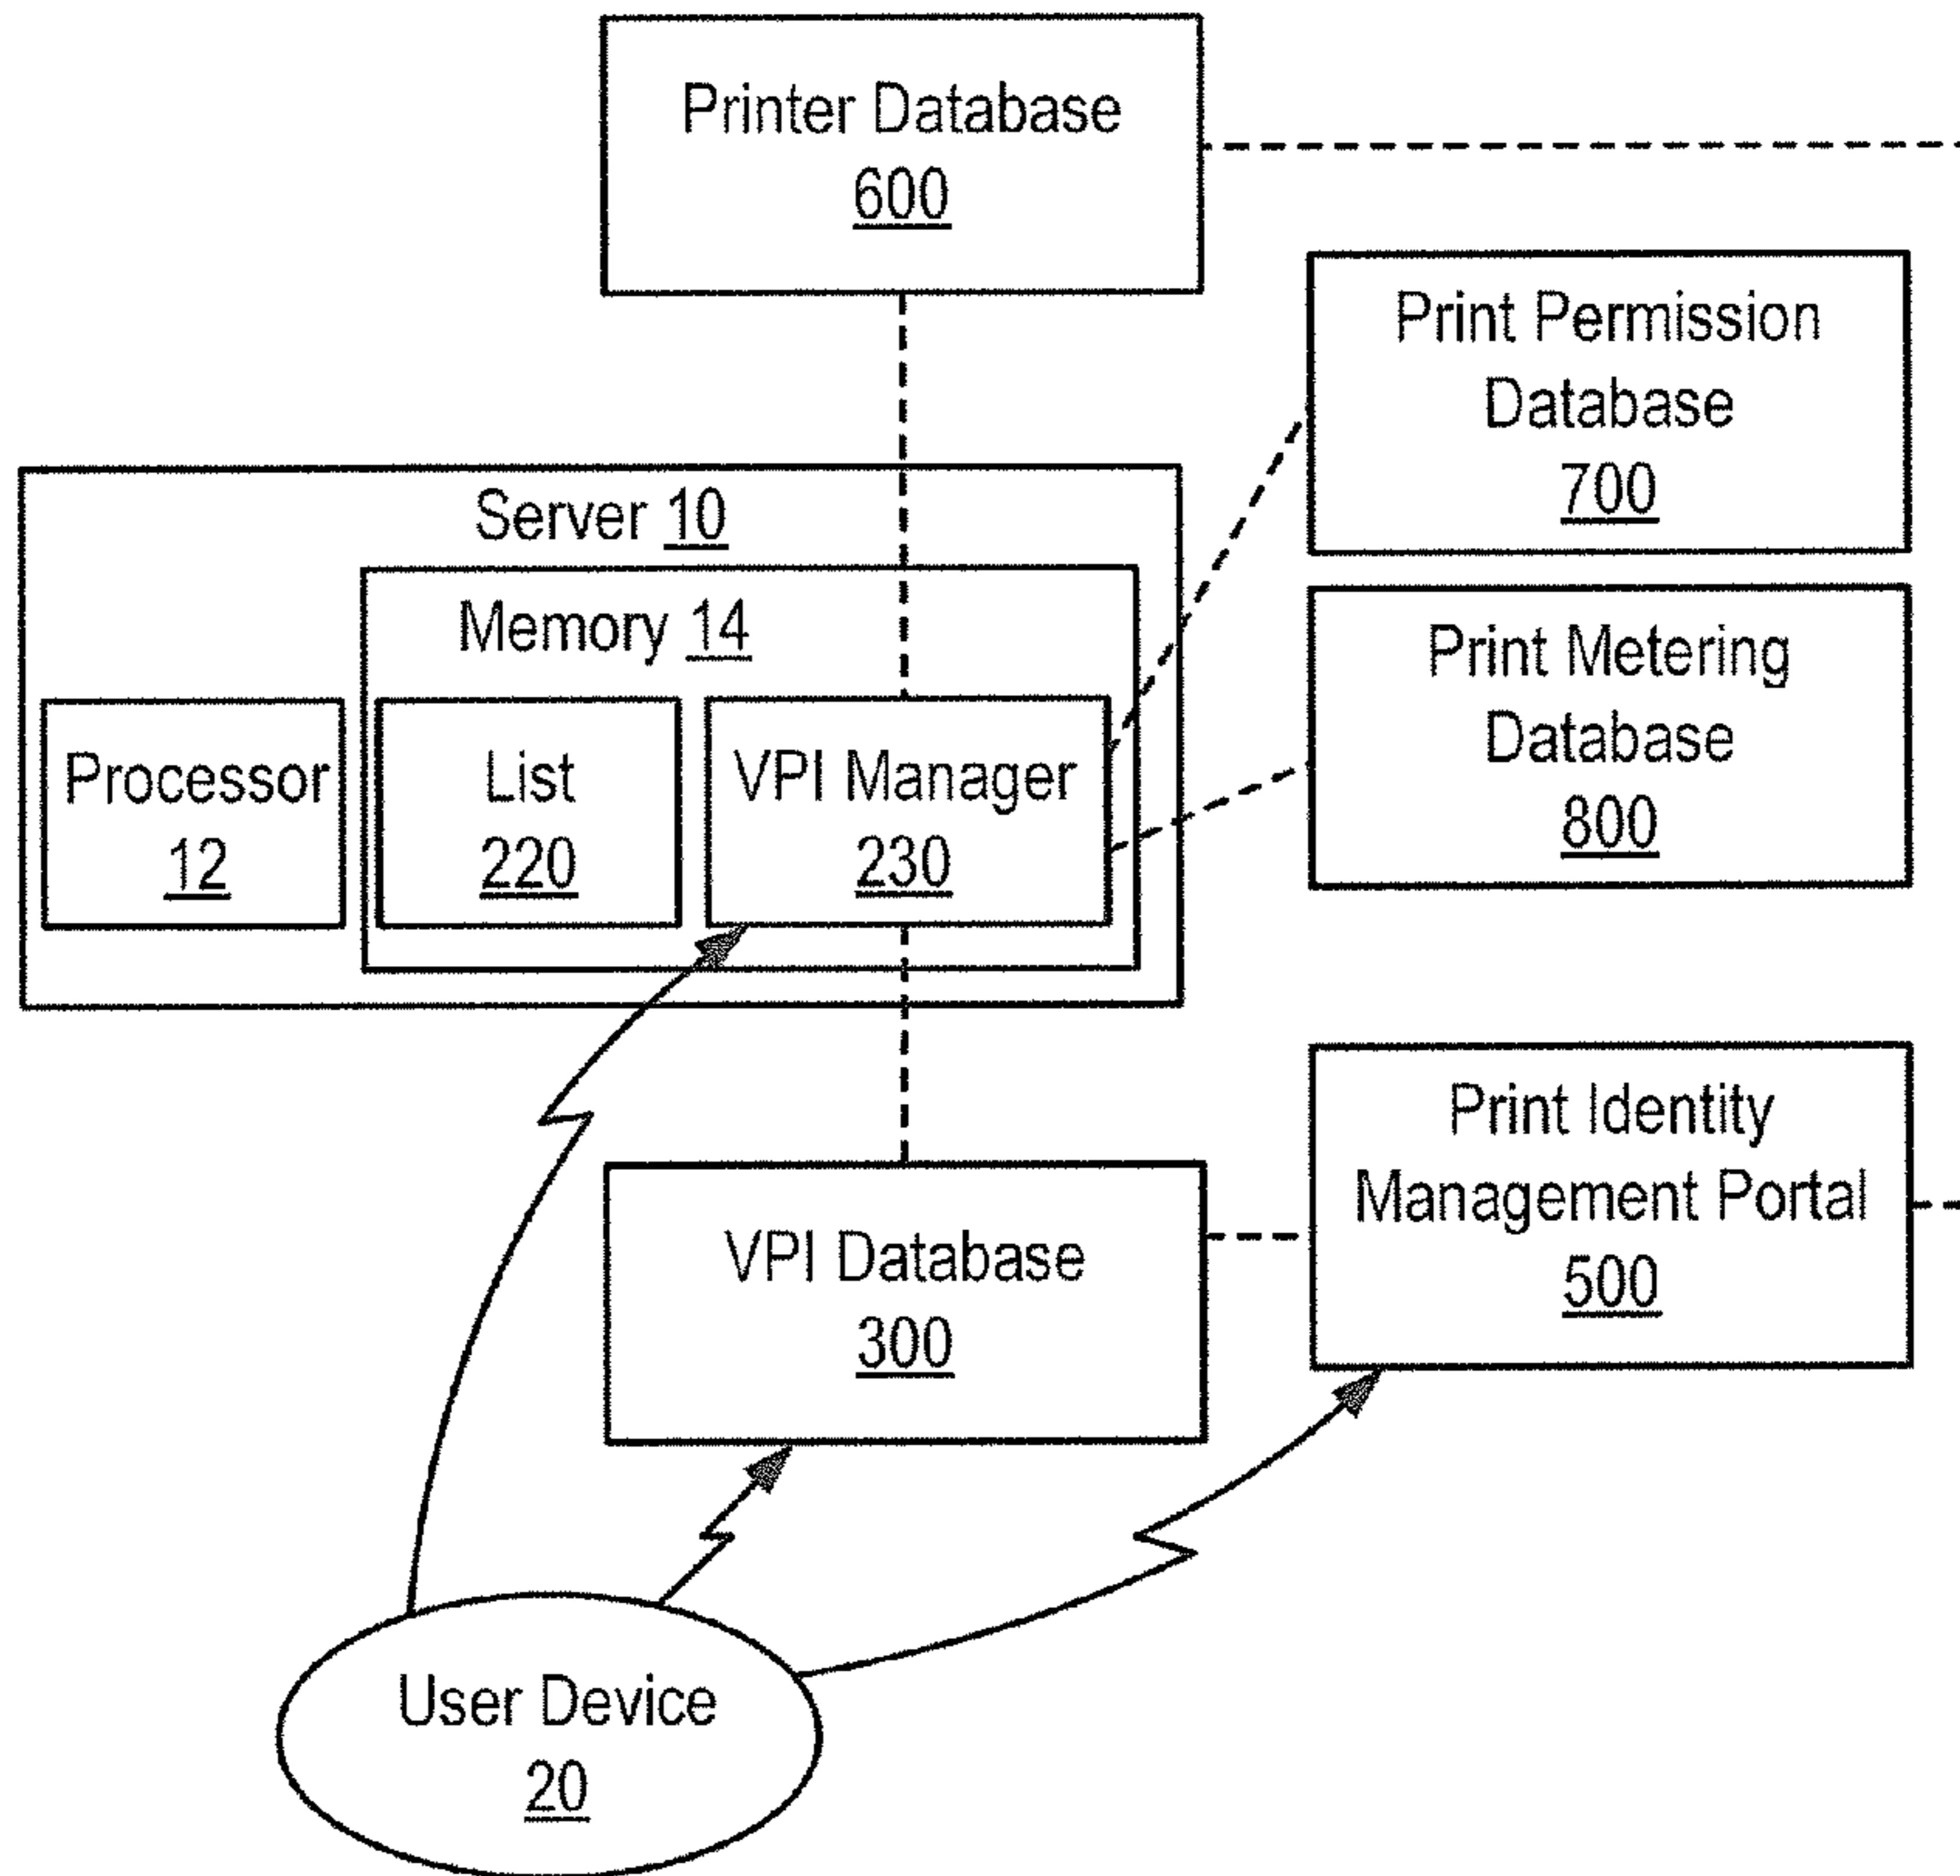 Printer Database
600
Print Permission
Database
700
Server 10
Memory 14
Print Metering
Database
800
Processor
12
List
220
VPI Manager
230
Print Identity
Management Portal
500
VPI Database
300
User Device
20